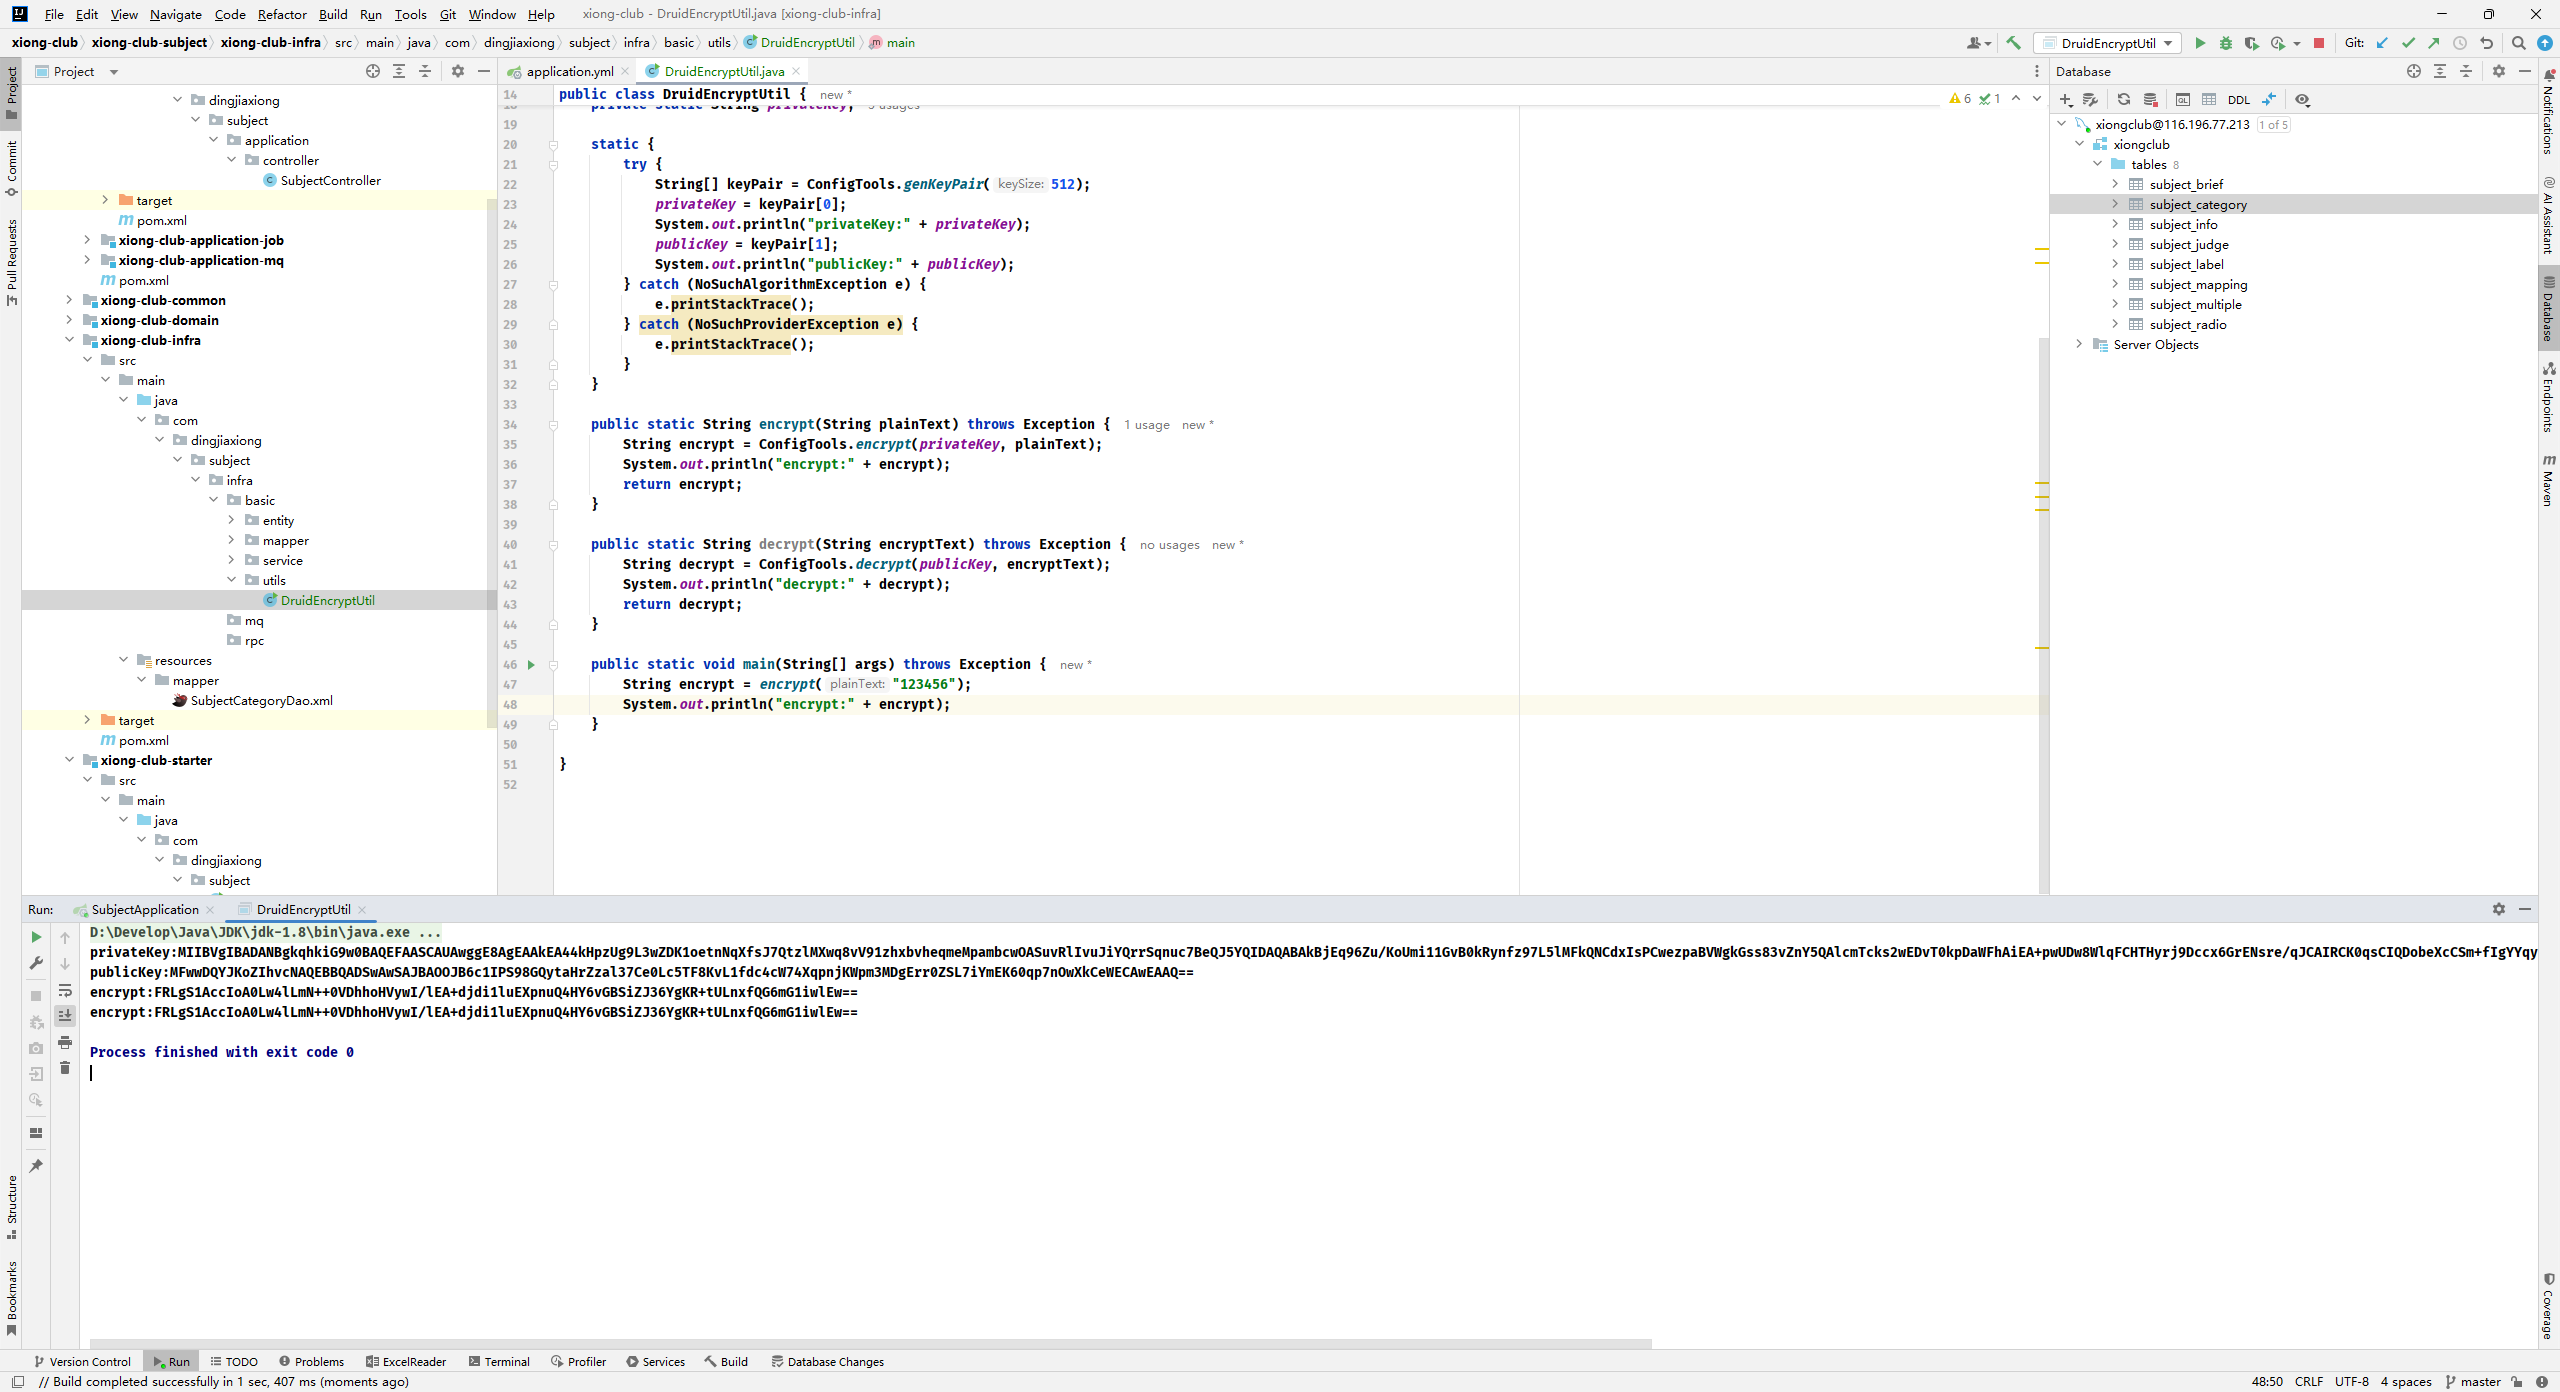 File Edit View Navigate Code Refactor Build Run Tools Git Window Help xiong-club - DruidEncryptUtil.java [xiong-club-infra]
xiong-club xiong-club-subject xiong-club-infra src main java com dingjiaxiong subject infra basic utils DruidEncryptUtil main
DruidEncryptUtil Git:
Project
application.yml DruidEncryptUtil.java
Database
dingjiaxiong
subject
application
controller
SubjectController
target
pom.xml
xiong-club-application-job
xiong-club-application-mq
pom.xml
xiong-club-common
xiong-club-domain
xiong-club-infra
src
main
java
com
dingjiaxiong
subject
infra
basic
entity
mapper
service
utils
DruidEncryptUtil
mq
rpc
resources
mapper
SubjectCategoryDao.xml
target
pom.xml
xiong-club-starter
src
main
java
com
dingjiaxiong
subject
14 public class DruidEncryptUtil { new *
6 1
19
20 static {
21 try {
22 String[] keyPair = ConfigTools.genKeyPair( keySize: 512);
23 privateKey = keyPair[0];
24 System.out.println("privateKey:" + privateKey);
25 publicKey = keyPair[1];
26 System.out.println("publicKey:" + publicKey);
27 } catch (NoSuchAlgorithmException e) {
28 e.printStackTrace();
29 } catch (NoSuchProviderException e) {
30 e.printStackTrace();
31 }
32 }
33
34 public static String encrypt(String plainText) throws Exception { 1 usage new *
35 String encrypt = ConfigTools.encrypt(privateKey, plainText);
36 System.out.println("encrypt:" + encrypt);
37 return encrypt;
38 }
39
40 public static String decrypt(String encryptText) throws Exception { no usages new *
41 String decrypt = ConfigTools.decrypt(publicKey, encryptText);
42 System.out.println("decrypt:" + decrypt);
43 return decrypt;
44 }
45
46 public static void main(String[] args) throws Exception { new *
47 String encrypt = encrypt( plainText: "123456");
48 System.out.println("encrypt:" + encrypt);
49 }
50
51 }
52
DDL
xiongclub@116.196.77.213 1 of 5
xiongclub
tables 8
subject_brief
subject_category
subject_info
subject_judge
subject_label
subject_mapping
subject_multiple
subject_radio
Server Objects
Project
Commit
Pull Requests
Structure
Bookmarks
Notifications
AI Assistant
Database
Endpoints
Maven
Coverage
Run: SubjectApplication DruidEncryptUtil
D:\Develop\Java\JDK\jdk-1.8\bin\java.exe ...
privateKey:MIIBVgIBADANBgkqhkiG9w0BAQEFAASCAUAwggE8AgEAAkEA44kHpzUg9L3wZDK1oetnNqXfsJ7QtzlMXwq8vV91zhxbvheqmeMpambcwOASuvRlIvuJiYQrrSqnuc7BeQJ5YQIDAQABAkBjEq96Zu/KoUmi11GvB0kRynfz97L5lMFkQNCdxIsPCwezpaBVWgkGss83vZnY5QAlcmTcks2wEDvT0kpDaWFhAiEA+pwUDw8WlqFCHTHyrj9Dccx6GrENsre/qJCAIRCK0qsCIQDobeXcCSm+fIgYYqy
publicKey:MFwwDQYJKoZIhvcNAQEBBQADSwAwSAJBAOOJB6c1IPS98GQytaHrZzal37Ce0Lc5TF8KvL1fdc4cW74XqpnjKWpm3MDgErr0ZSL7iYmEK60qp7nOwXkCeWECAwEAAQ==
encrypt:FRLgS1AccIoA0Lw4lLmN++0VDhhoHVywI/lEA+djdi1luEXpnuQ4HY6vGBSiZJ36YgKR+tULnxfQG6mG1iwlEw==
encrypt:FRLgS1AccIoA0Lw4lLmN++0VDhhoHVywI/lEA+djdi1luEXpnuQ4HY6vGBSiZJ36YgKR+tULnxfQG6mG1iwlEw==
Process finished with exit code 0
Version Control Run TODO Problems ExcelReader Terminal Profiler Services Build Database Changes
// Build completed successfully in 1 sec, 407 ms (moments ago) 48:50 CRLF UTF-8 4 spaces master